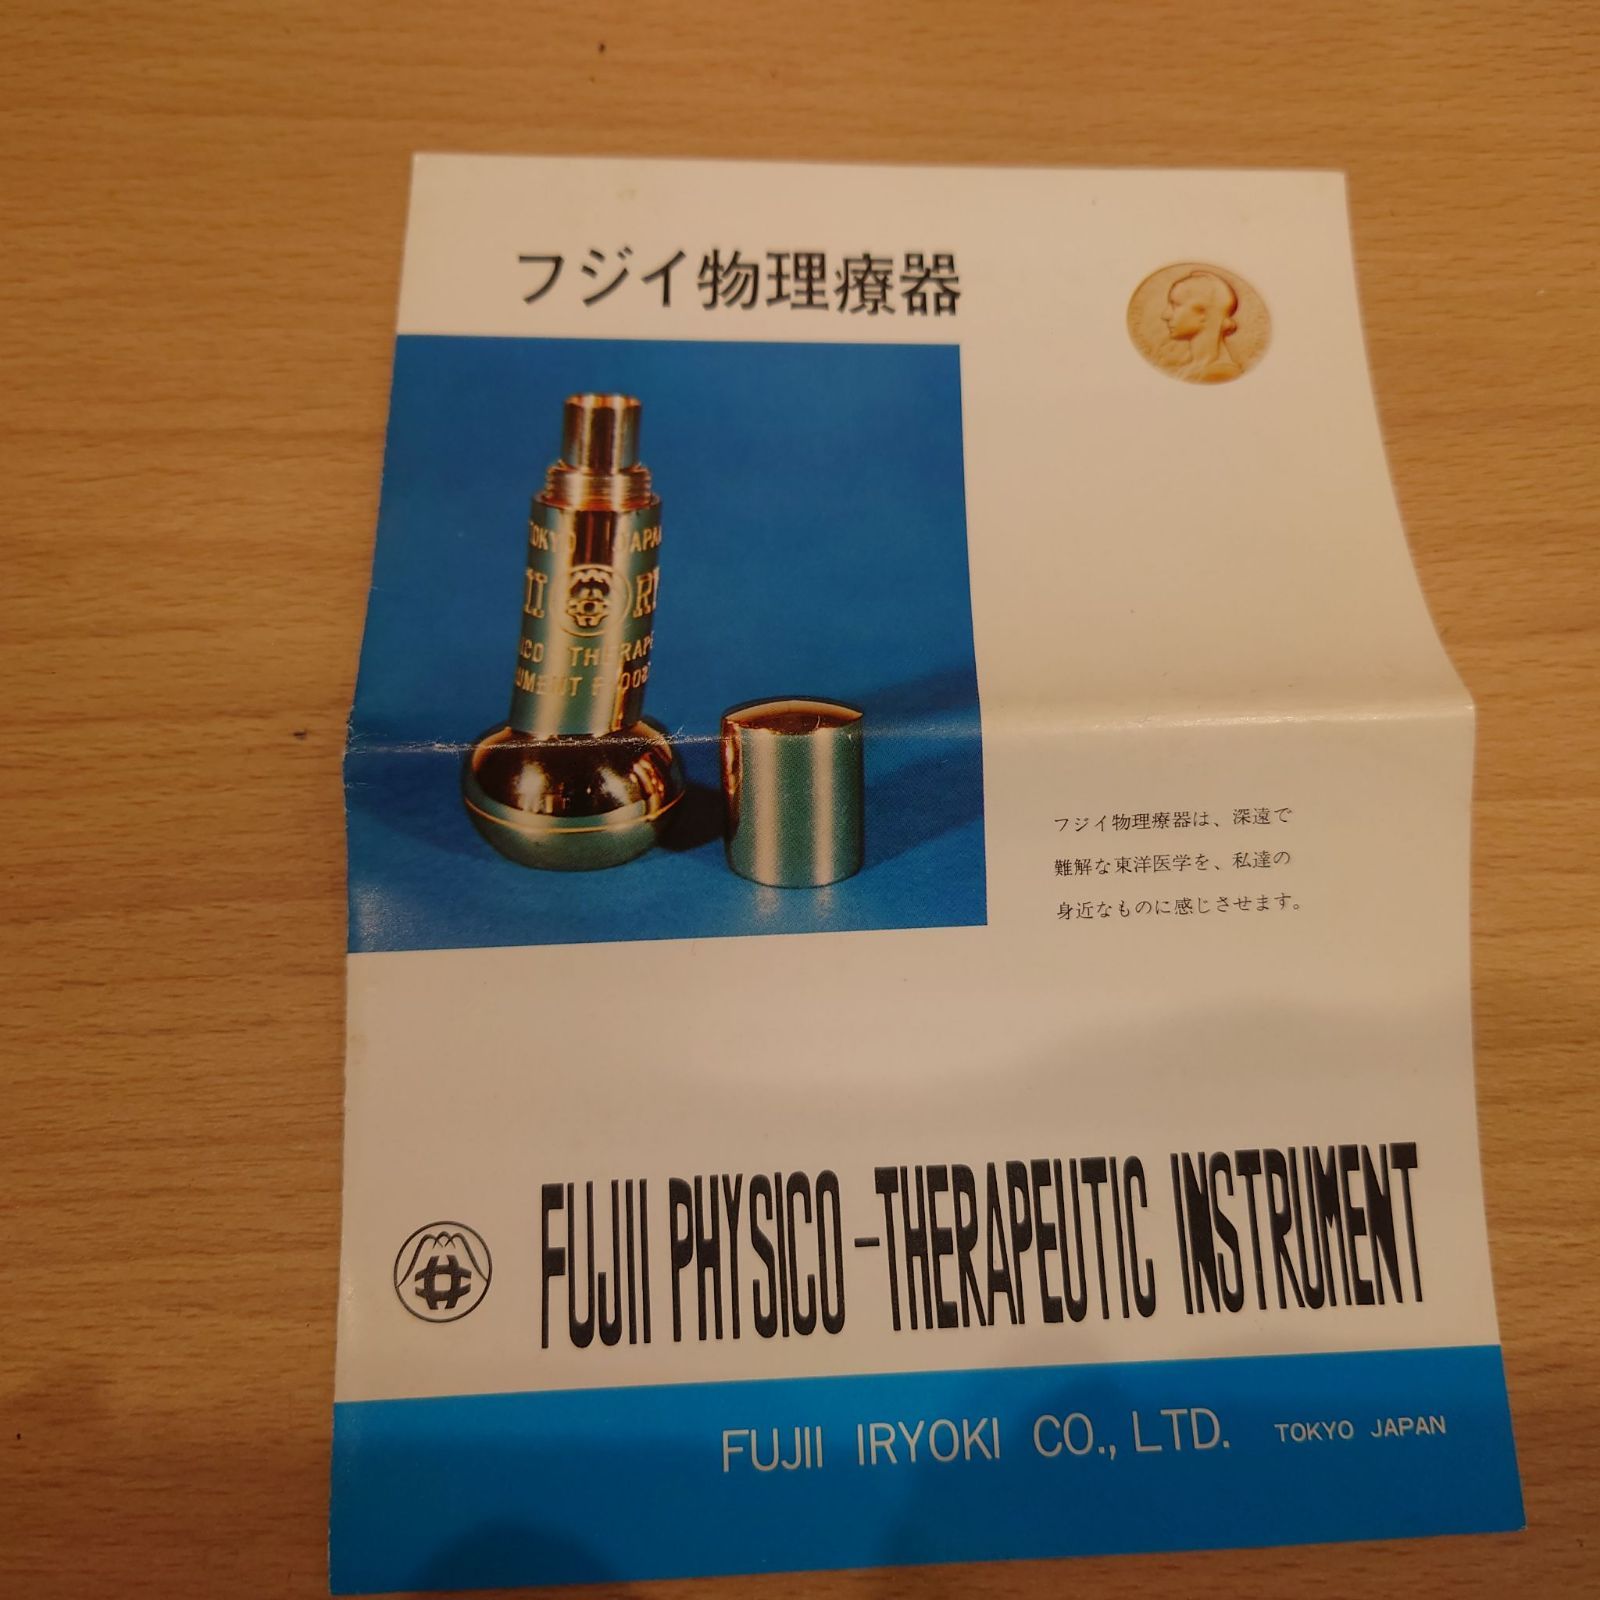 フジイ物理療器
TOKYO JAPAN
フジイ物理療器は、深遠で
難解な東洋医学を、私達の
身近なものに感じさせます。
FUJII PHYSICO-THERAPEUTIC INSTRUMENT
FUJII IRYOKI CO., LTD. TOKYO JAPAN